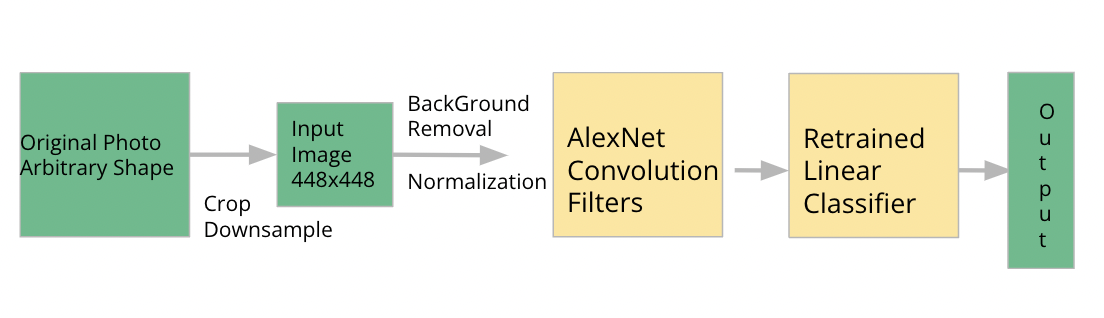 Original Photo
Arbitrary Shape
Crop
Downsample
Input
Image
448x448
BackGround
Removal
Normalization
AlexNet
Convolution
Filters
Retrained
Linear
Classifier
O
u
t
p
u
t